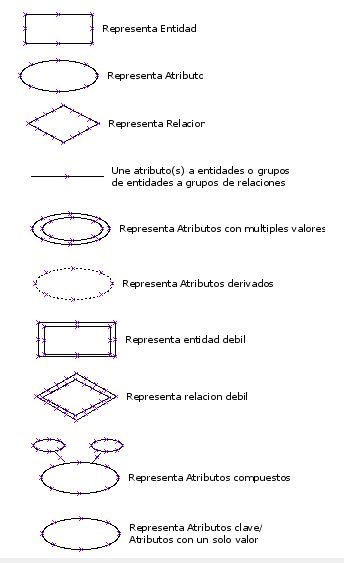 Representa Entidad
Representa Atributo
Representa Relacion
Une atributo(s) a entidades o grupos
de entidades a grupos de relaciones
Representa Atributos con multiples valores
Representa Atributos derivados
Representa entidad debil
Representa relacion debil
Representa Atributos compuestos
Representa Atributos clave/
Atributos con un solo valor